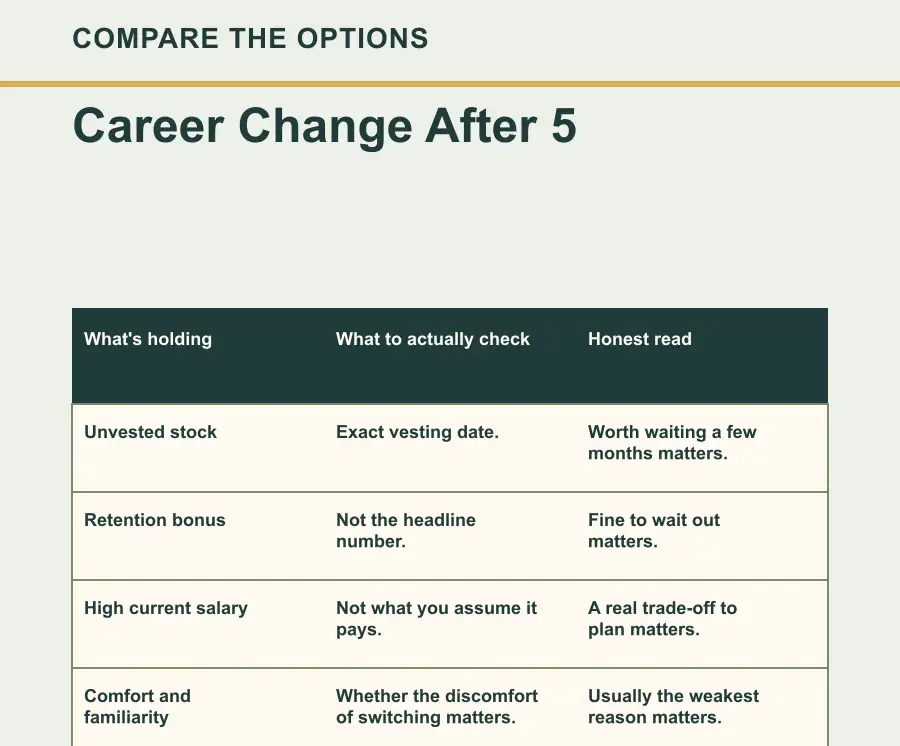 COMPARE THE OPTIONS
Career Change After 5
What's holding
What to actually check
Honest read
Unvested stock
Exact vesting date.
Worth waiting a few
months matters.
Retention bonus
Not the headline
number.
Fine to wait out
matters.
High current salary
Not what you assume it
pays.
A real trade-off to
plan matters.
Comfort and
familiarity
Whether the discomfort
of switching matters.
Usually the weakest
reason matters.